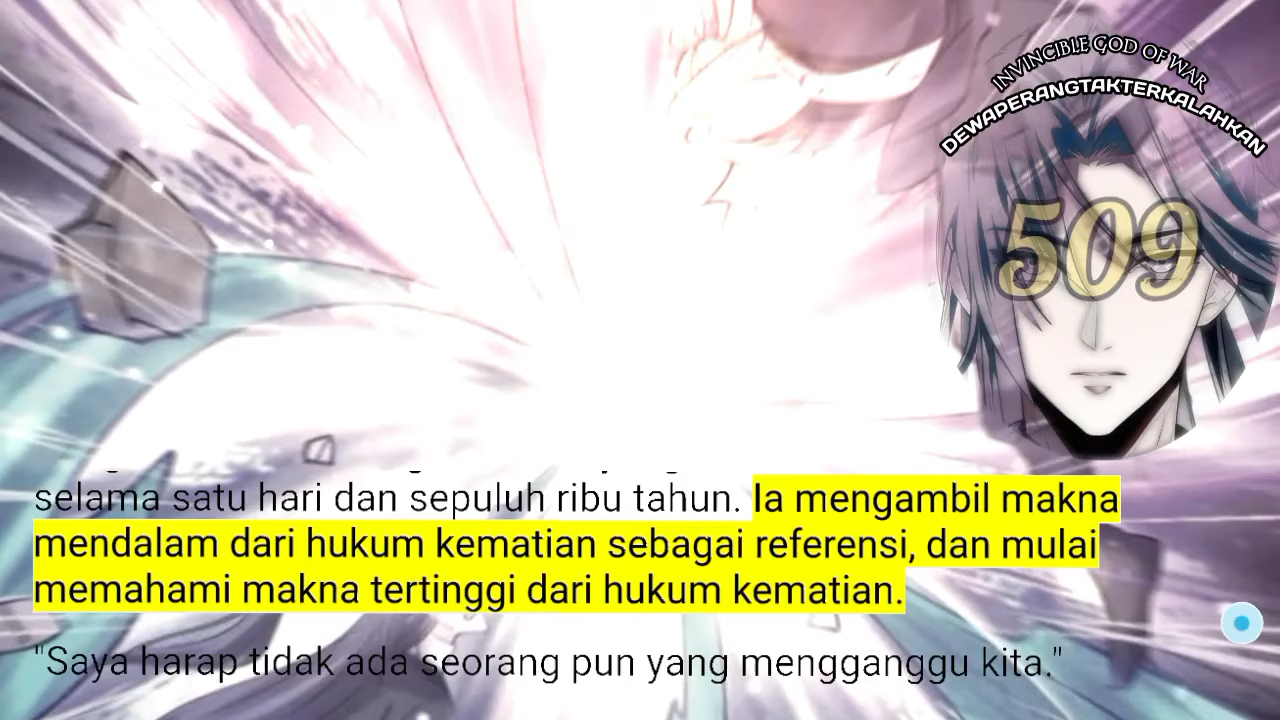 INVINCIBLE GOD OF WAR
DEWAPERANGTAKTERKALAHKAN
509
selama satu hari dan sepuluh ribu tahun. Ia mengambil makna
mendalam dari hukum kematian sebagai referensi, dan mulai
memahami makna tertinggi dari hukum kematian.
"Saya harap tidak ada seorang pun yang mengganggu kita."